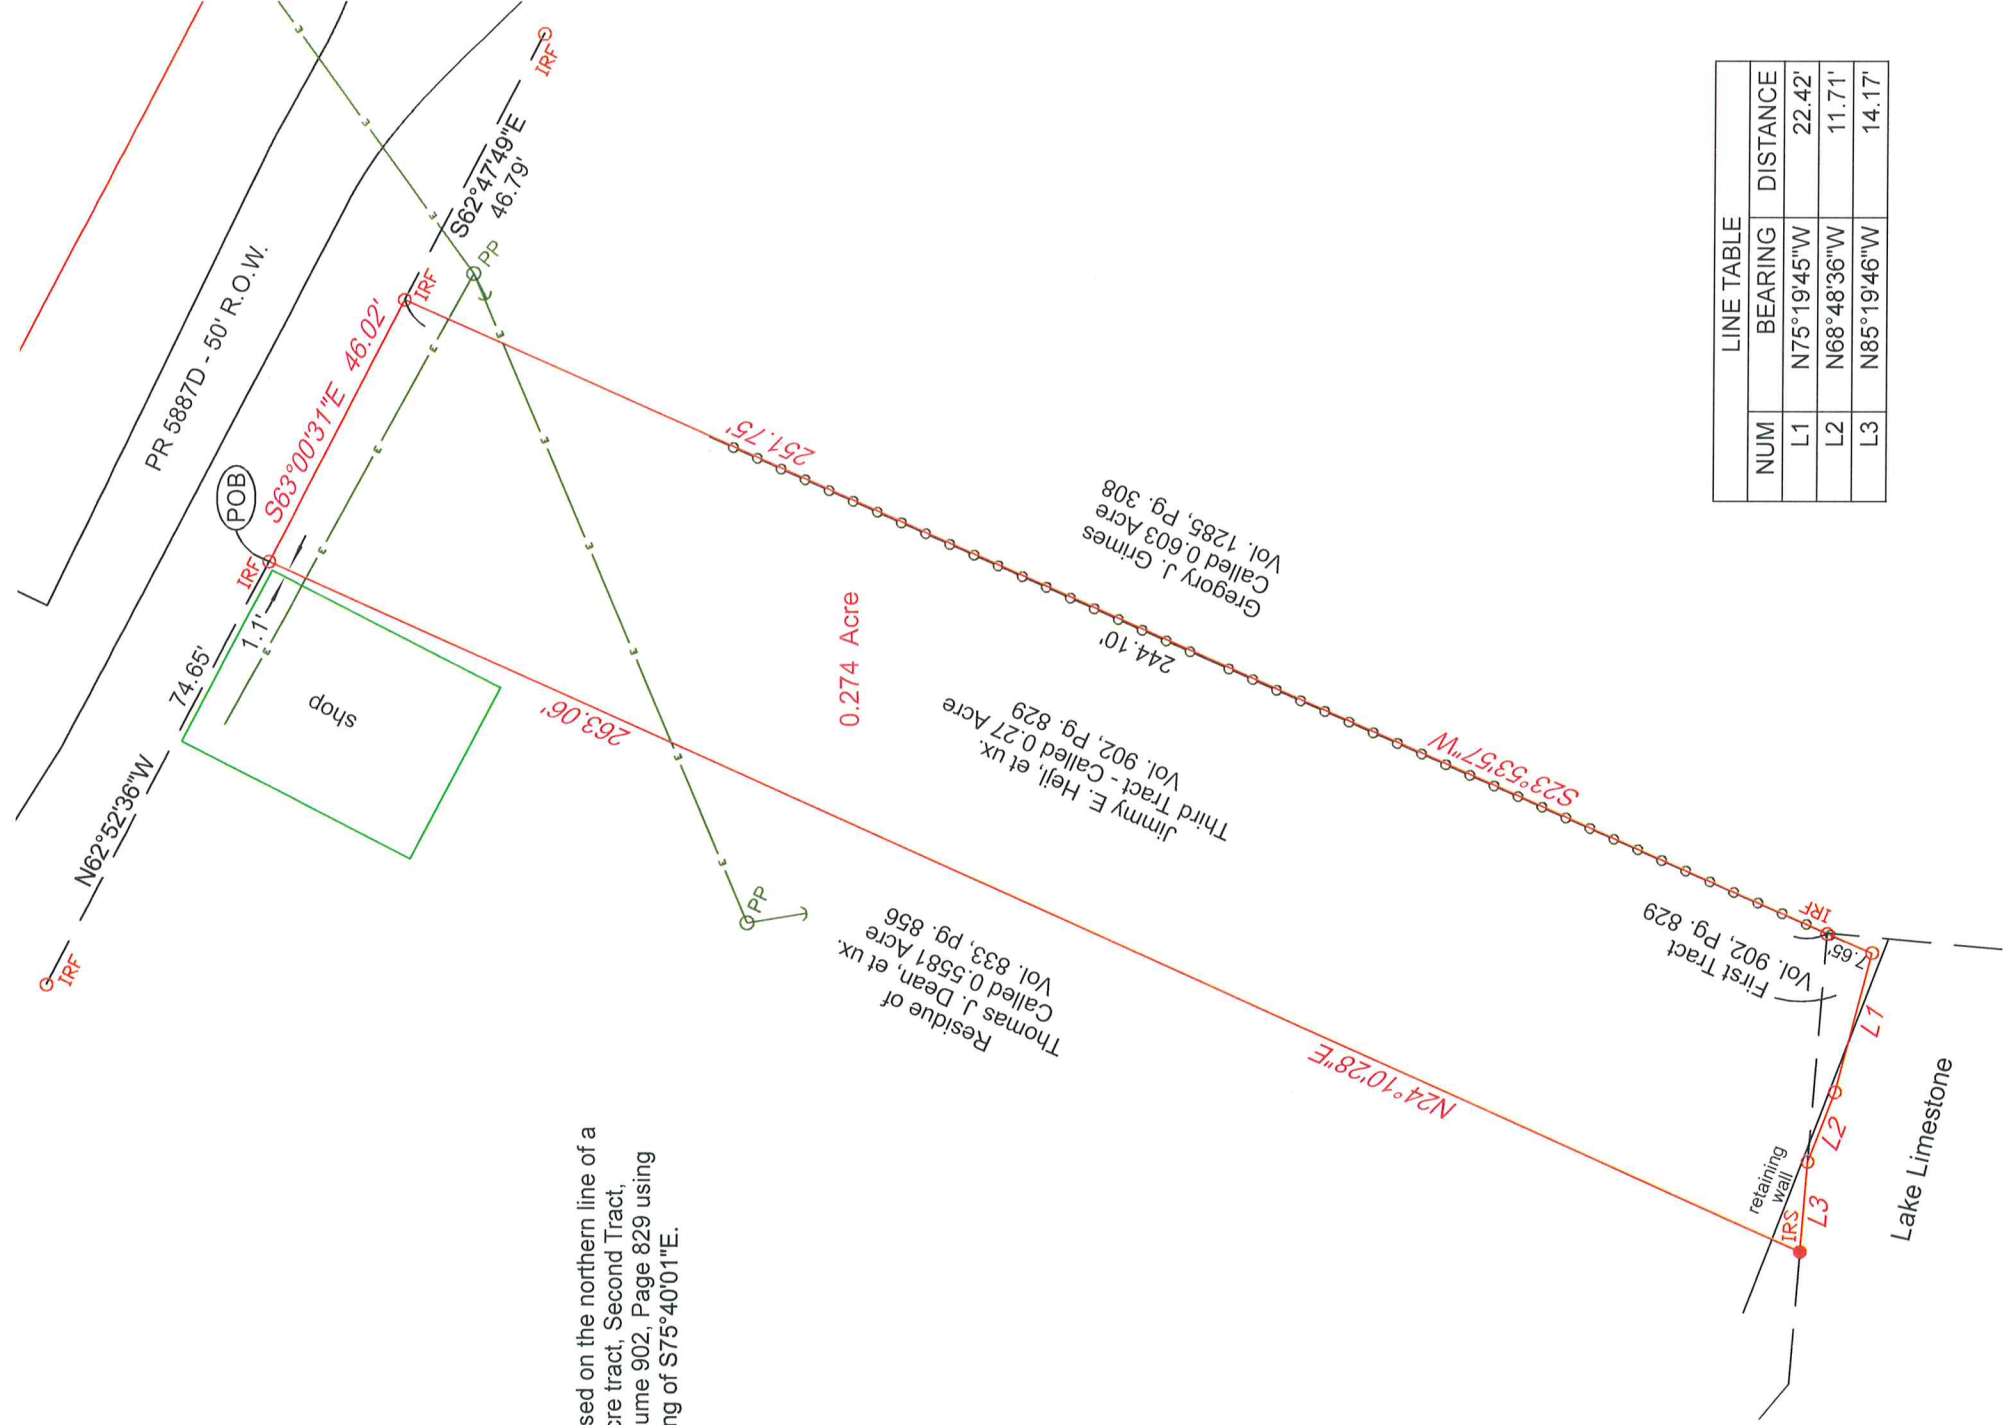 IRF
S62°47'49"E
46.79'
PP
IRF
PR 5887D - 50' R.O.W.
S63°00'31"E 46.02'
POB
IRF
1.1'
74.65'
N62°52'36"W
IRF
shop
263.06'
251.75'
0.274 Acre
Gregory J. Grimes
Called 0.603 Acre
Vol. 1285, Pg. 308
244.10'
Jimmy E. Hejl, et ux.
Third Tract - Called 0.27 Acre
Vol. 902, Pg. 829
S23°53'57"W
PP
Residue of
Thomas J. Dean, et ux.
Called 0.5581 Acre
Vol. 833, pg. 856
N24°10'28"E
First Tract
Vol. 902, Pg. 829
IRF
7.65'
L1
L2
L3
IRS
retaining
wall
Lake Limestone
LINE TABLE
NUM BEARING DISTANCE
L1 N75°19'45"W 22.42'
L2 N68°48'36"W 11.71'
L3 N85°19'46"W 14.17'
sed on the northern line of a
cre tract, Second Tract,
ume 902, Page 829 using
ng of S75°40'01"E.